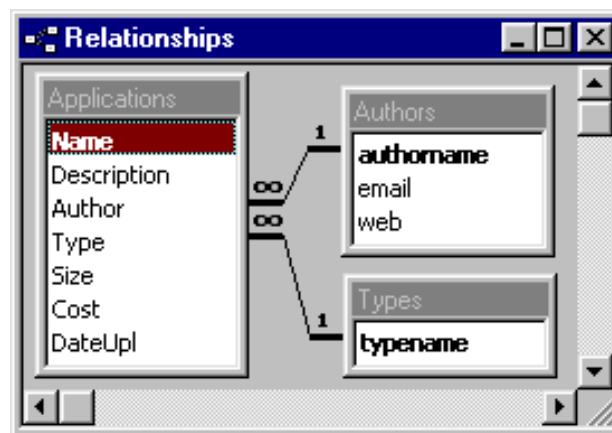 Relationships
Applications
Name
Description
Author
Type
Size
Cost
DateUpl
∞
∞
1
1
Authors
authorname
email
web
Types
typename